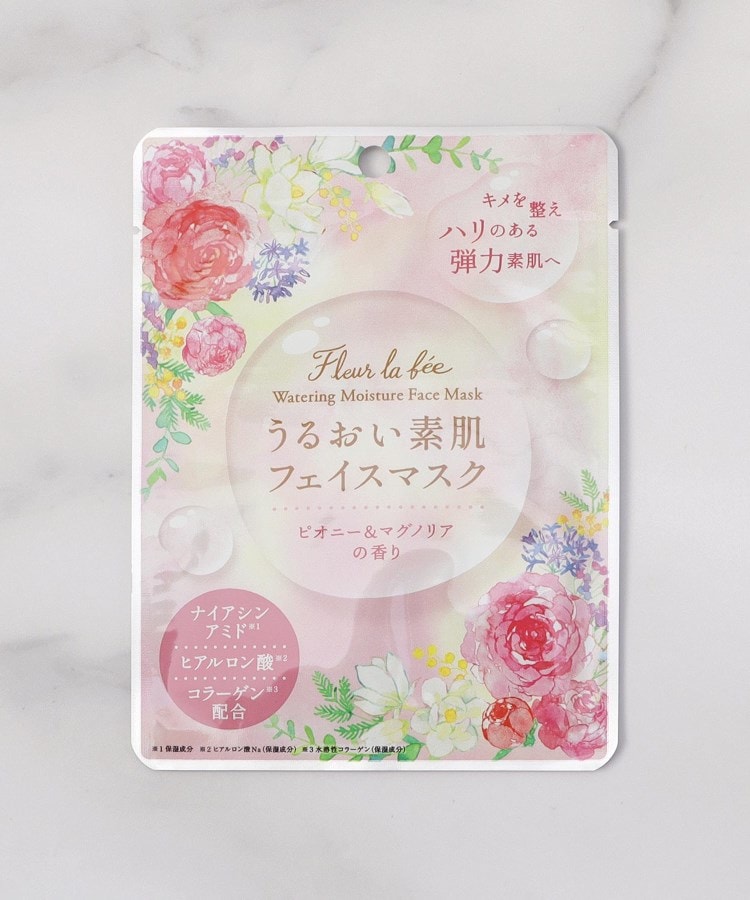 キメを整え
ハリのある
弾力素肌へ
Fleur la fée
Watering Moisture Face Mask
うるおい素肌
フェイスマスク
ピオニー&マグノリア
の香り
ナイアシン
アミド※1
ヒアルロン酸※2
コラーゲン※3
配合
※1保湿成分 ※2ヒアルロン酸Na(保湿成分) ※3水溶性コラーゲン(保湿成分)